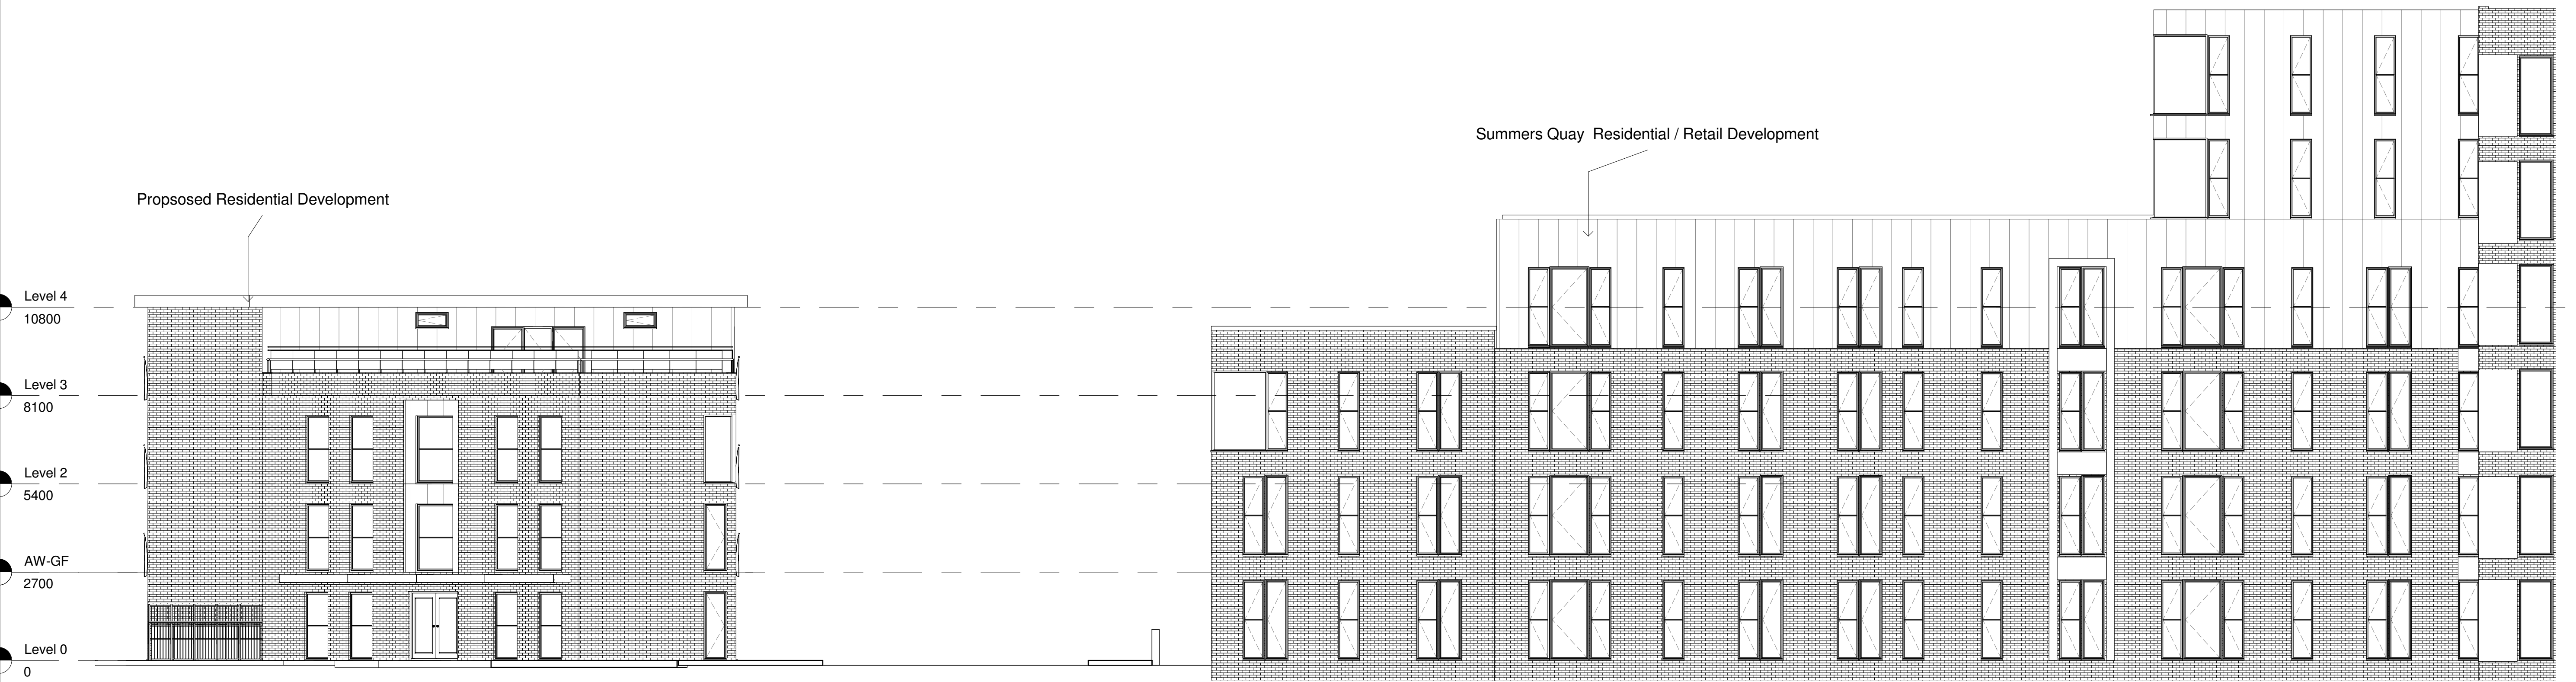 Summers Quay Residential / Retail Development
Propsosed Residential Development
Level 4
10800
Level 3
8100
Level 2
5400
AW-GF
2700
Level 0
0